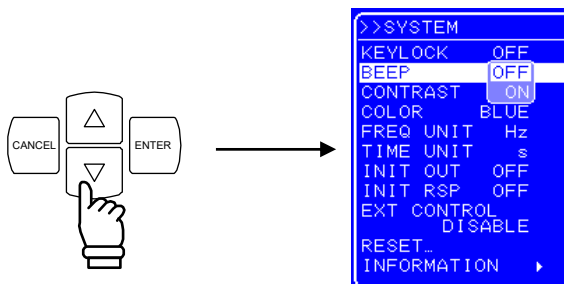 CANCEL
ENTER
>>SYSTEM
KEYLOCK OFF
BEEP OFF
CONTRAST ON
COLOR BLUE
FREQ UNIT Hz
TIME UNIT s
INIT OUT OFF
INIT RSP OFF
EXT CONTROL
DISABLE
RESET…
INFORMATION